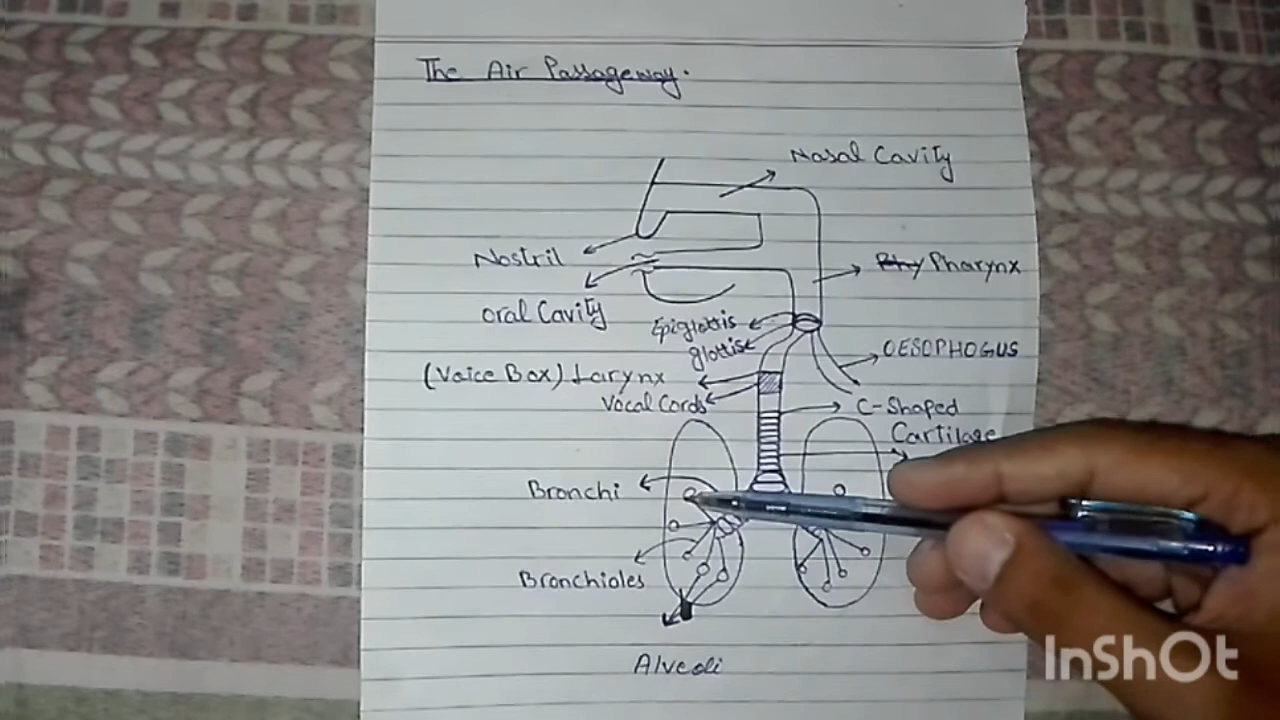 The Air Passageway.
Nasal Cavity
Nostril
Pharynx
oral Cavity
Epiglottis
glottis
OESOPHOGUS
(Voice Box) Larynx
Vocal Cords
C-Shaped
Cartilage
Bronchi
Bronchioles
Alveoli
InShOt